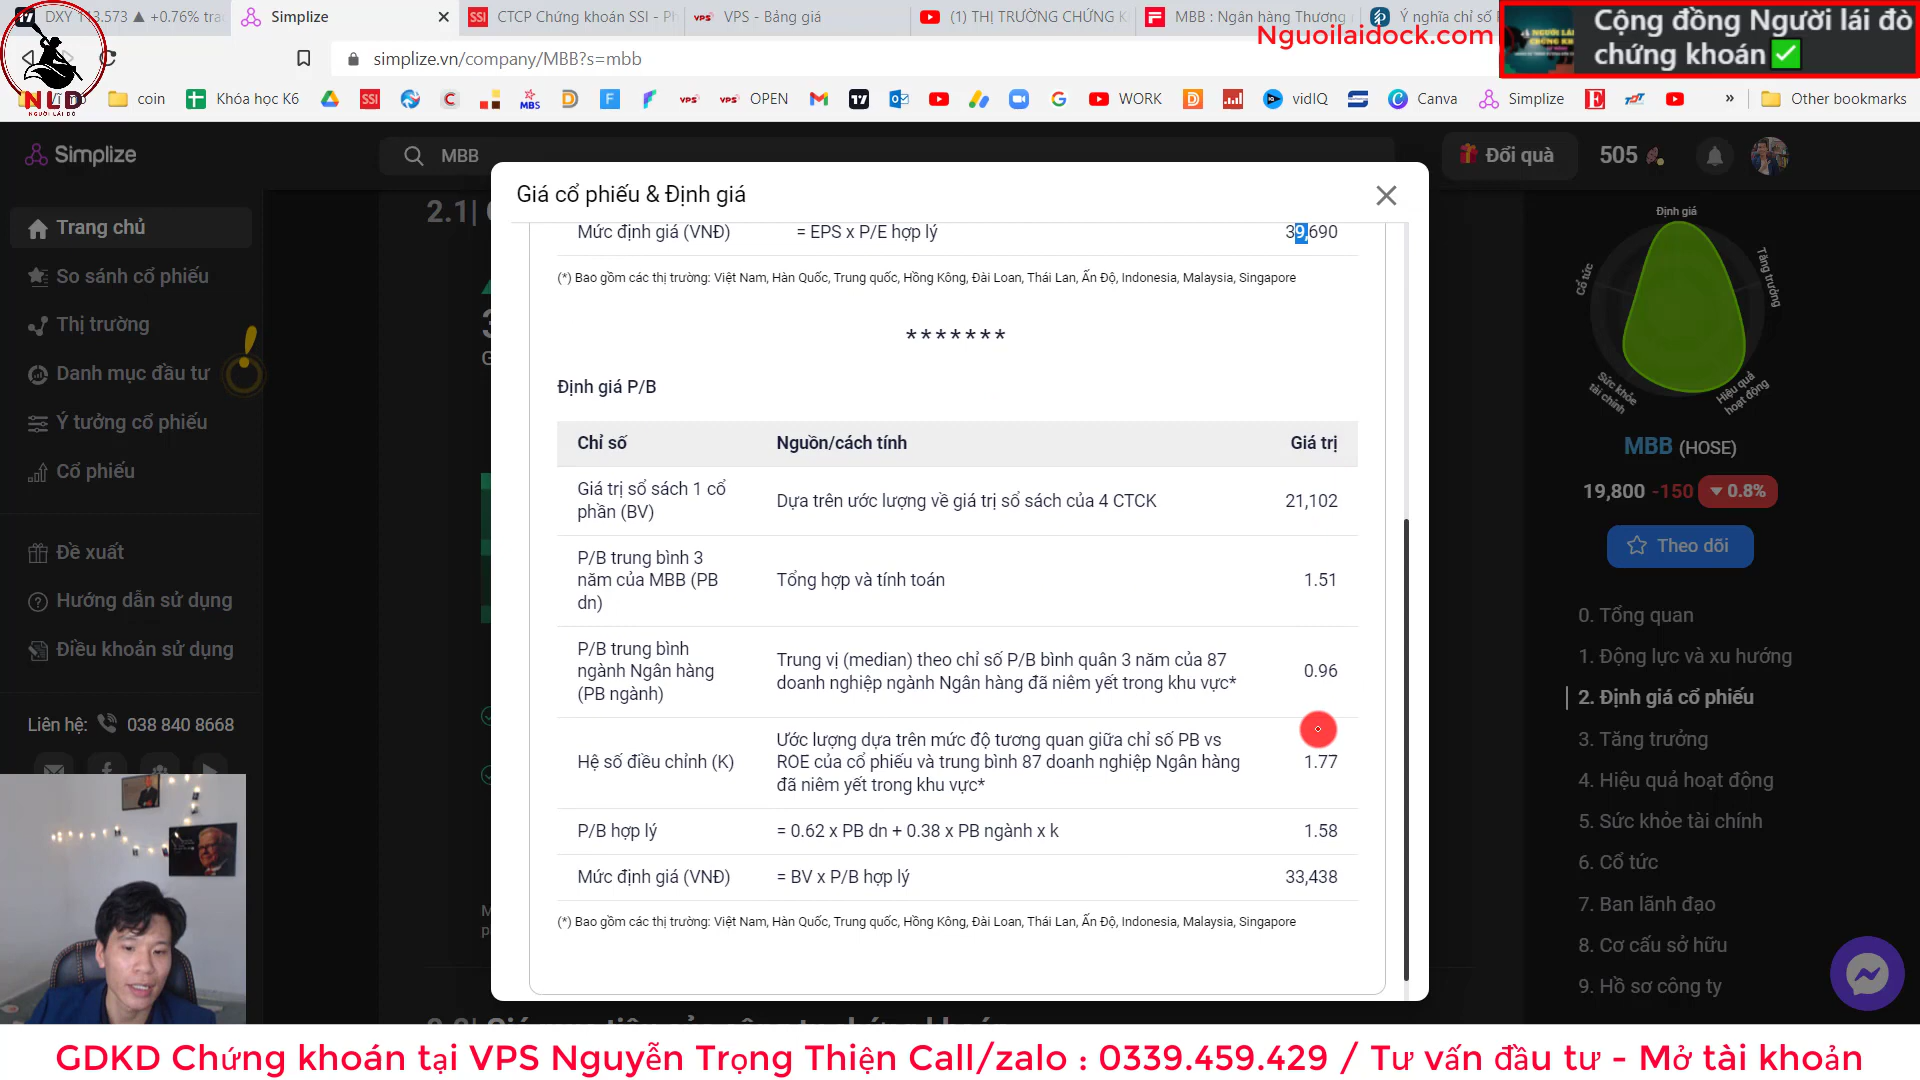 DXY 113.573 ▲ +0.76% tra
Simplize
CTCP Chứng khoán SSI - Ph
VPS - Bảng giá
(1) THỊ TRƯỜNG CHỨNG K
MBB : Ngân hàng Thương
Ý nghĩa chỉ số
Nguoilaidock.com
Cộng đồng Người lái đò
chứng khoán
simplize.vn/company/MBB?s=mbb
NLD
NGƯỜI LÁI ĐÒ
coin
Khóa học K6
SSI
MBS
VPS
VPS
OPEN
WORK
vidIQ
Canva
Simplize
Other bookmarks
Simplize
MBB
Đổi quà
505
Trang chủ
So sánh cổ phiếu
Thị trường
Danh mục đầu tư
Ý tưởng cổ phiếu
Cổ phiếu
Đề xuất
Hướng dẫn sử dụng
Điều khoản sử dụng
Liên hệ: 038 840 8668
2.1|
Giá cổ phiếu & Định giá
Mức định giá (VNĐ) = EPS x P/E hợp lý 39,690
(*) Bao gồm các thị trường: Việt Nam, Hàn Quốc, Trung quốc, Hồng Kông, Đài Loan, Thái Lan, Ấn Độ, Indonesia, Malaysia, Singapore
*******
Định giá P/B
Chỉ số Nguồn/cách tính Giá trị
Giá trị sổ sách 1 cổ
phần (BV)
Dựa trên ước lượng về giá trị sổ sách của 4 CTCK
21,102
P/B trung bình 3
năm của MBB (PB
dn)
Tổng hợp và tính toán
1.51
P/B trung bình
ngành Ngân hàng
(PB ngành)
Trung vị (median) theo chỉ số P/B bình quân 3 năm của 87
doanh nghiệp ngành Ngân hàng đã niêm yết trong khu vực*
0.96
Hệ số điều chỉnh (K)
Ước lượng dựa trên mức độ tương quan giữa chỉ số PB vs
ROE của cổ phiếu và trung bình 87 doanh nghiệp Ngân hàng
đã niêm yết trong khu vực*
1.77
P/B hợp lý = 0.62 x PB dn + 0.38 x PB ngành x k 1.58
Mức định giá (VNĐ) = BV x P/B hợp lý 33,438
(*) Bao gồm các thị trường: Việt Nam, Hàn Quốc, Trung quốc, Hồng Kông, Đài Loan, Thái Lan, Ấn Độ, Indonesia, Malaysia, Singapore
Định giá
Tăng trưởng
Hiệu quả
hoạt động
Sức khỏe
tài chính
Cổ tức
MBB (HOSE)
19,800 -150 ▼ 0.8%
Theo dõi
0. Tổng quan
1. Động lực và xu hướng
2. Định giá cổ phiếu
3. Tăng trưởng
4. Hiệu quả hoạt động
5. Sức khỏe tài chính
6. Cổ tức
7. Ban lãnh đạo
8. Cơ cấu sở hữu
9. Hồ sơ công ty
GDKD Chứng khoán tại VPS Nguyễn Trọng Thiện Call/zalo : 0339.459.429 / Tư vấn đầu tư - Mở tài khoản